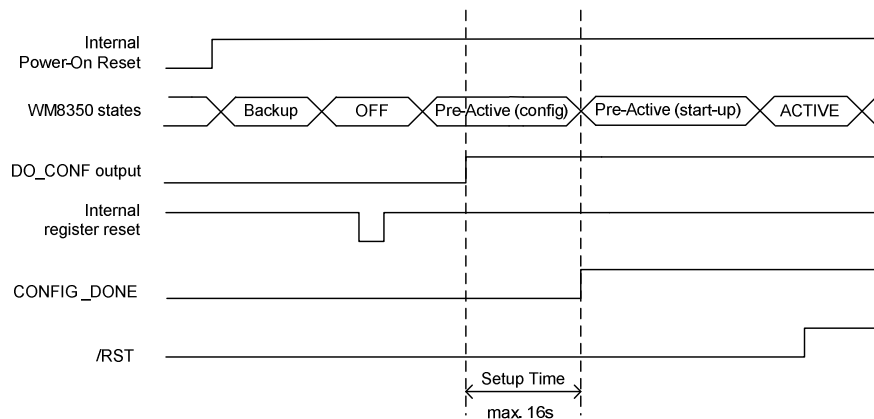 Internal
Power-On Reset
WM8350 states
Backup
OFF
Pre-Active (config)
Pre-Active (start-up)
ACTIVE
DO_CONF output
Internal
register reset
CONFIG_DONE
/RST
Setup Time
max. 16s